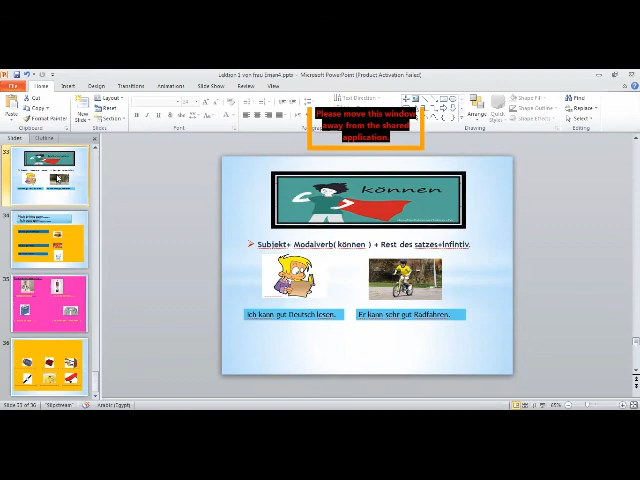 Lektion 1 von frau Eman4.pptx - Microsoft PowerPoint (Product Activation Failed)
File Home Insert Design Transitions Animations Slide Show Review View
Cut
Copy
Format Painter
Paste
Clipboard
New Slide
Layout
Reset
Section
Slides
Font
Text Direction
Please move this window
away from the shared
application.
Arrange
Quick Styles
Shape Fill
Shape Outline
Shape Effects
Drawing
Find
Replace
Select
Editing
Slides Outline
33
34
35
36
können
Subjekt+ Modalverb( können ) + Rest des satzes+infintiv.
Ich kann gut Deutsch lesen.
Er kann sehr gut Radfahren.
Slide 33 of 36 "Slipstream" Arabic (Egypt) 65%